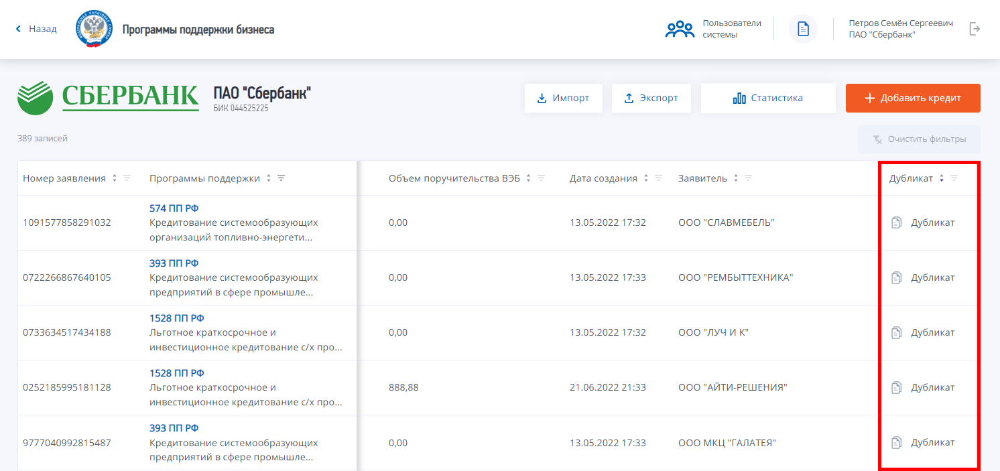 Назад
Программы поддержки бизнеса
Пользователи
системы
Петров Семён Сергеевич
ПАО "Сбербанк"
СБЕРБАНК
ПАО "Сбербанк"
БИК 044525225
Импорт
Экспорт
Статистика
Добавить кредит
389 записей
Очистить фильтры
Номер заявления Программы поддержки Объем поручительства ВЭБ Дата создания Заявитель Дубликат
574 ПП РФ
1091577858291032 Кредитование системообразующих 0,00 13.05.2022 17:32 ООО "СЛАВМЕБЕЛЬ" Дубликат
организаций топливно-энергети...
393 ПП РФ
0722266867640105 Кредитование системообразующих 0,00 13.05.2022 17:33 ООО "РЕМБЫТТЕХНИКА" Дубликат
предприятий в сфере промышле...
1528 ПП РФ
0733634517434188 Льготное краткосрочное и 0,00 13.05.2022 17:32 ООО "ЛУЧ И К" Дубликат
инвестиционное кредитование с/х про...
1528 ПП РФ
0252185995181128 Льготное краткосрочное и 888,88 21.06.2022 21:33 ООО "АЙТИ-РЕШЕНИЯ" Дубликат
инвестиционное кредитование с/х про...
393 ПП РФ
9777040992815487 Кредитование системообразующих 0,00 13.05.2022 17:33 ООО МКЦ "ГАЛАТЕЯ" Дубликат
предприятий в сфере промышле...